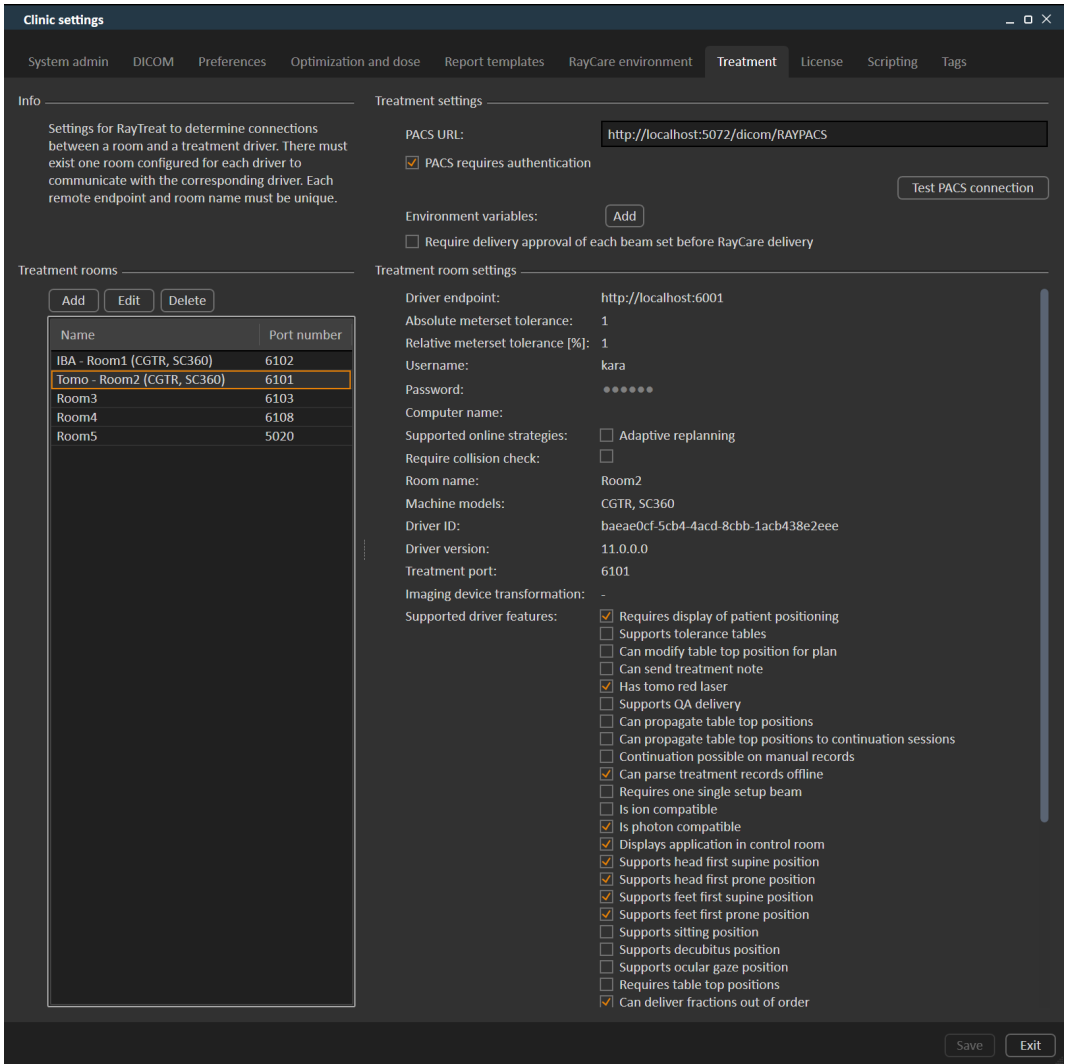 Clinic settings
System admin DICOM Preferences Optimization and dose Report templates RayCare environment Treatment License Scripting Tags
Info
Settings for RayTreat to determine connections
between a room and a treatment driver. There must
exist one room configured for each driver to
communicate with the corresponding driver. Each
remote endpoint and room name must be unique.
Treatment settings
PACS URL: http://localhost:5072/dicom/RAYPACS
PACS requires authentication
Test PACS connection
Environment variables: Add
Require delivery approval of each beam set before RayCare delivery
Treatment rooms
Add Edit Delete
Name Port number
IBA - Room1 (CGTR, SC360) 6102
Tomo - Room2 (CGTR, SC360) 6101
Room3 6103
Room4 6108
Room5 5020
Treatment room settings
Driver endpoint: http://localhost:6001
Absolute meterset tolerance: 1
Relative meterset tolerance [%]: 1
Username: kara
Password: ●●●●●●
Computer name:
Supported online strategies: Adaptive replanning
Require collision check:
Room name: Room2
Machine models: CGTR, SC360
Driver ID: baeae0cf-5cb4-4acd-8cbb-1acb438e2eee
Driver version: 11.0.0.0
Treatment port: 6101
Imaging device transformation: -
Supported driver features: Requires display of patient positioning
Supports tolerance tables
Can modify table top position for plan
Can send treatment note
Has tomo red laser
Supports QA delivery
Can propagate table top positions
Can propagate table top positions to continuation sessions
Continuation possible on manual records
Can parse treatment records offline
Requires one single setup beam
Is ion compatible
Is photon compatible
Displays application in control room
Supports head first supine position
Supports head first prone position
Supports feet first supine position
Supports feet first prone position
Supports sitting position
Supports decubitus position
Supports ocular gaze position
Requires table top positions
Can deliver fractions out of order
Save Exit